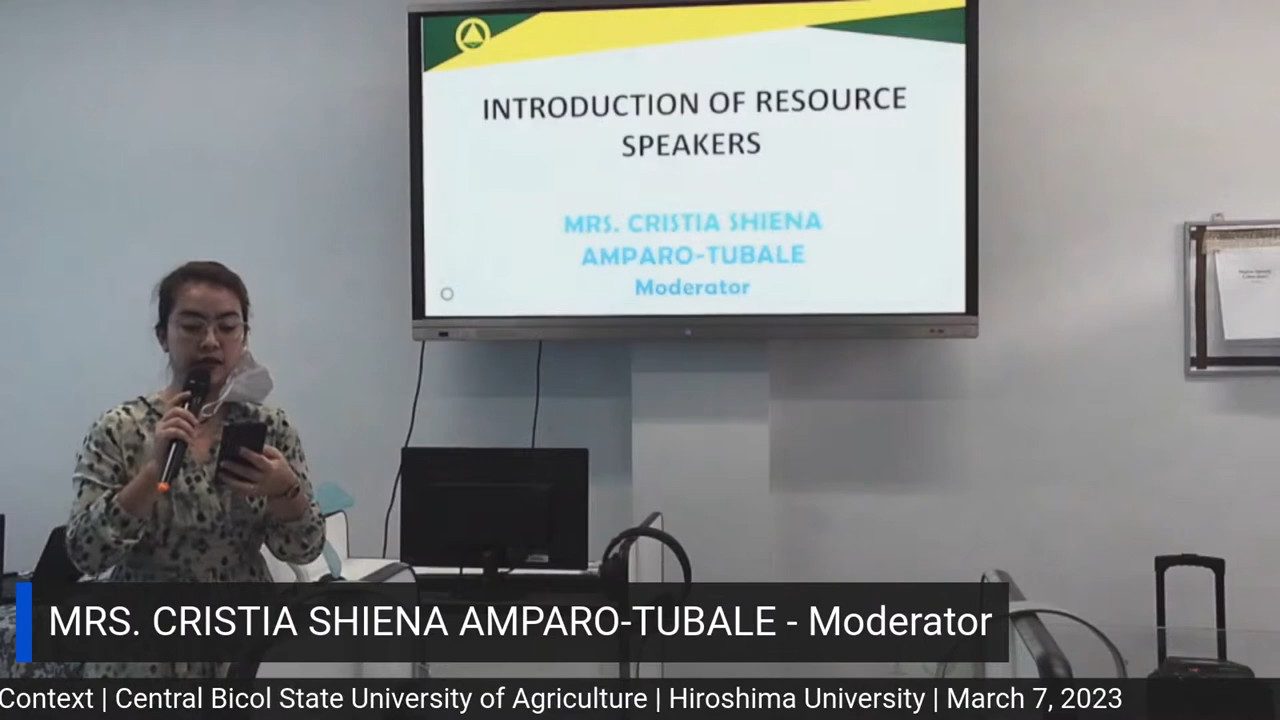 INTRODUCTION OF RESOURCE
SPEAKERS
MRS. CRISTIA SHIENA
AMPARO-TUBALE
Moderator
MRS. CRISTIA SHIENA AMPARO-TUBALE - Moderator
Context | Central Bicol State University of Agriculture | Hiroshima University | March 7, 2023